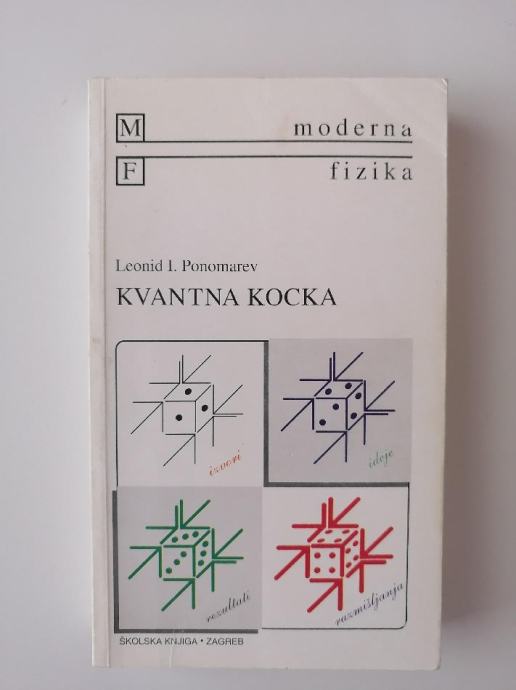 M moderna
F fizika
Leonid I. Ponomarev
KVANTNA KOCKA
izvori
ideje
rezultati
razmišljanja
ŠKOLSKA KNJIGA • ZAGREB